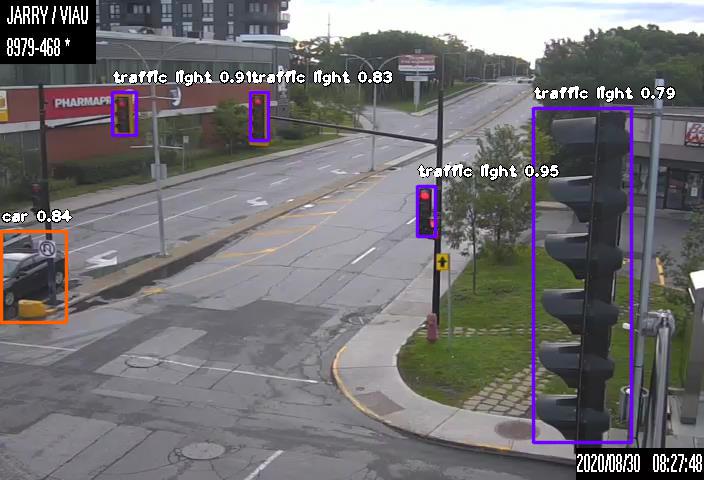 JARRY / VIAU
8979-468 *
traffic light 0.91
traffic light 0.83
traffic light 0.79
PHARMAPR
traffic light 0.95
car 0.84
2020/08/30 08:27:48